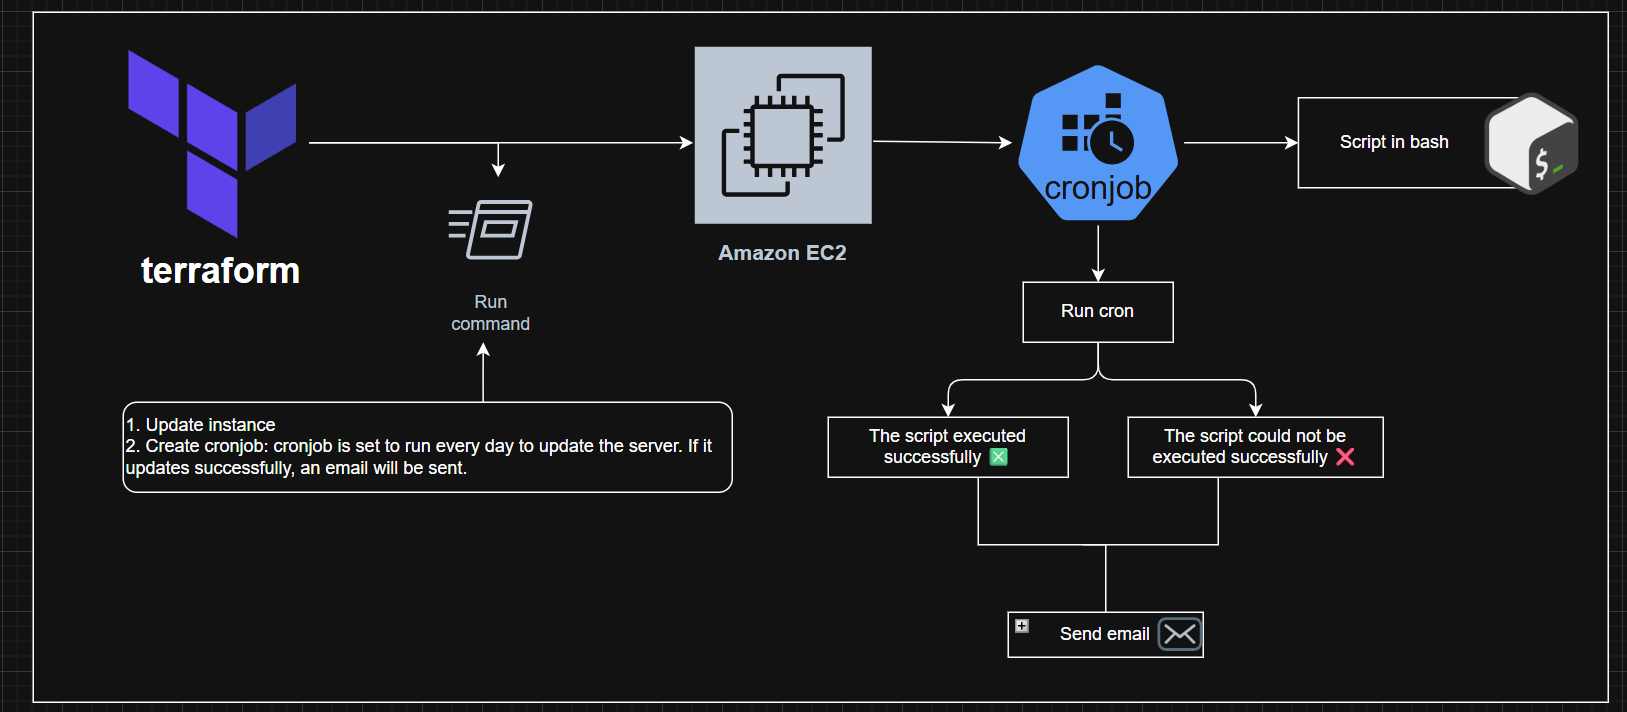 terraform
Run
command
Amazon EC2
cronjob
Script in bash
$
Run cron
1. Update instance
2. Create cronjob: cronjob is set to run every day to update the server. If it
updates successfully, an email will be sent.
The script executed
successfully ❎
The script could not be
executed successfully ❌
Send email